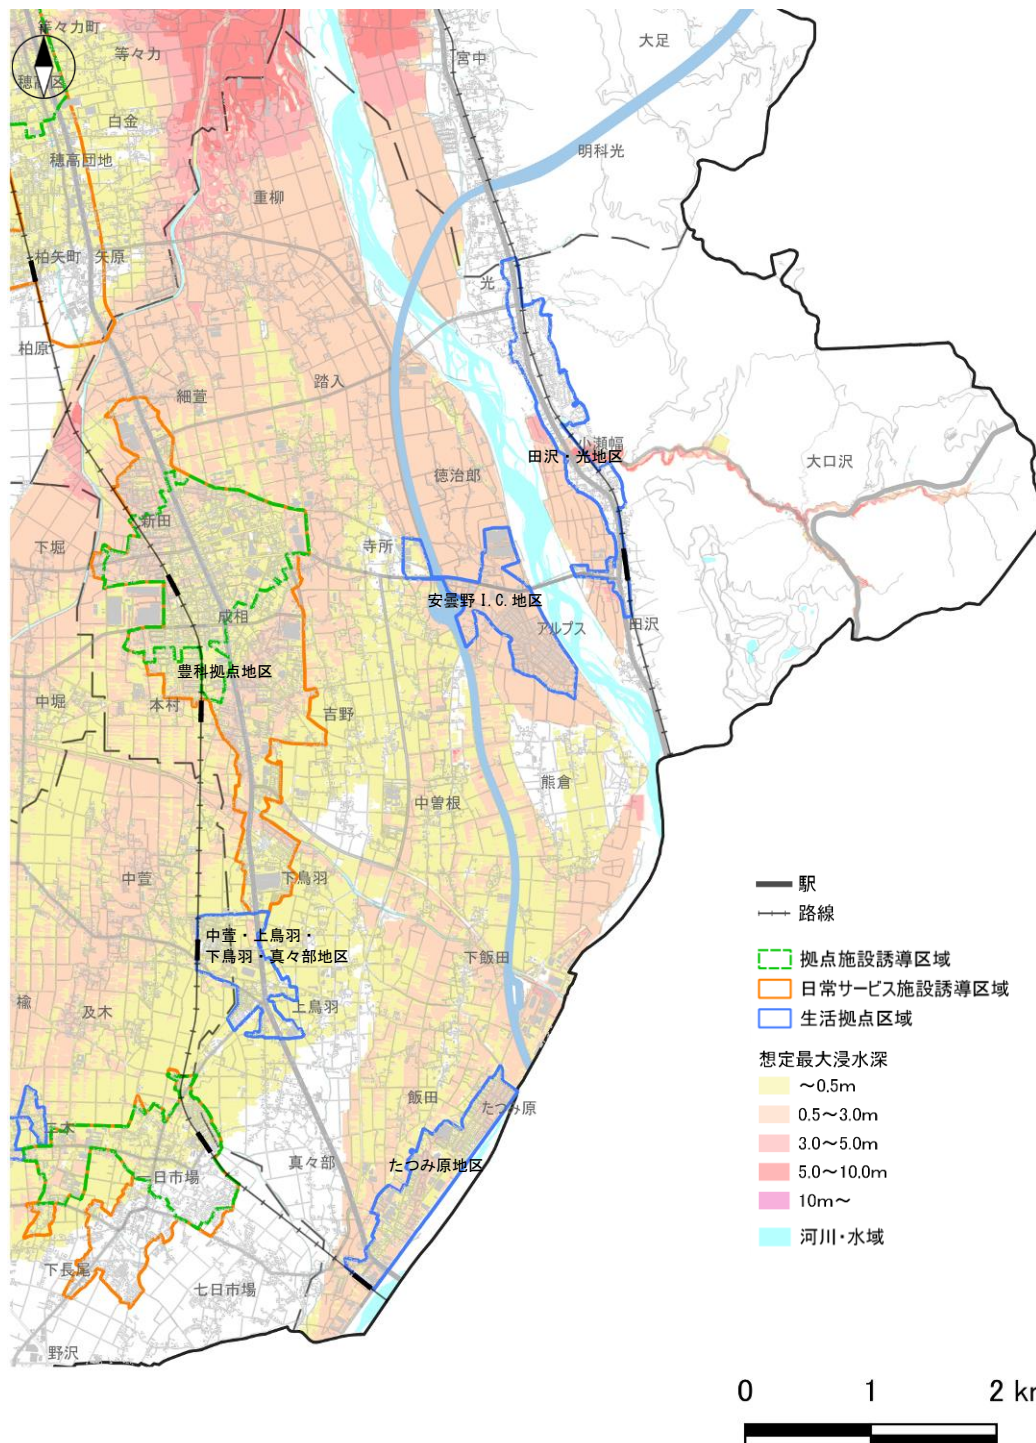 等々力町
等々力
穂高区
白金
穂高団地
重柳
宮中
大足
明科光
柏矢町
矢原
光
柏原
細萱
踏入
小瀬幅
田沢・光地区
大口沢
徳治郎
新田
下堀
寺所
安曇野 I.C. 地区
アルプス
田沢
成相
豊科拠点地区
中堀
本村
吉野
熊倉
中曽根
中萱
下鳥羽
中萱・上鳥羽・
下鳥羽・真々部地区
下飯田
楡
及木
上鳥羽
飯田
たつみ原
二木
一日市場
真々部
たつみ原地区
下長尾
七日市場
野沢
駅
路線
拠点施設誘導区域
日常サービス施設誘導区域
生活拠点区域
想定最大浸水深
～0.5m
0.5～3.0m
3.0～5.0m
5.0～10.0m
10m～
河川・水域
0 1 2 km